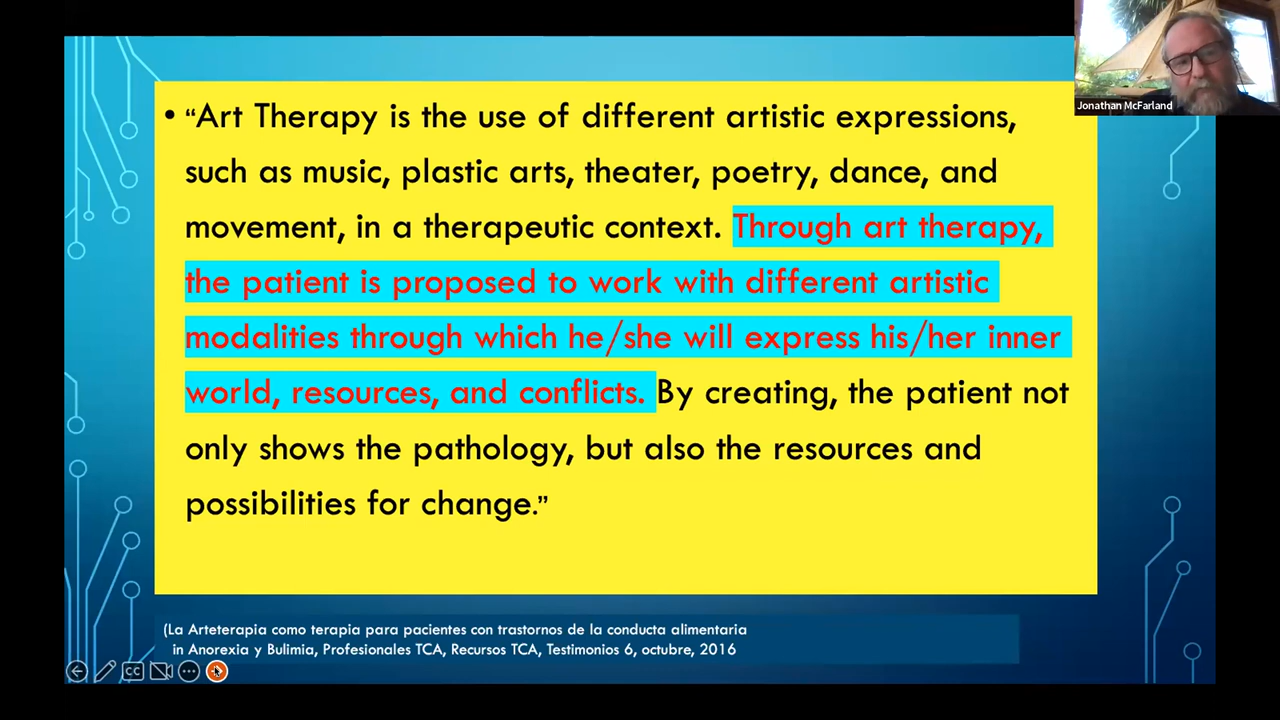 Jonathan McFarland
• “Art Therapy is the use of different artistic expressions,
such as music, plastic arts, theater, poetry, dance, and
movement, in a therapeutic context. Through art therapy,
the patient is proposed to work with different artistic
modalities through which he/she will express his/her inner
world, resources, and conflicts. By creating, the patient not
only shows the pathology, but also the resources and
possibilities for change.”
(La Arteterapia como terapia para pacientes con trastornos de la conducta alimentaria
in Anorexia y Bulimia, Profesionales TCA, Recursos TCA, Testimonios 6, octubre, 2016
CC